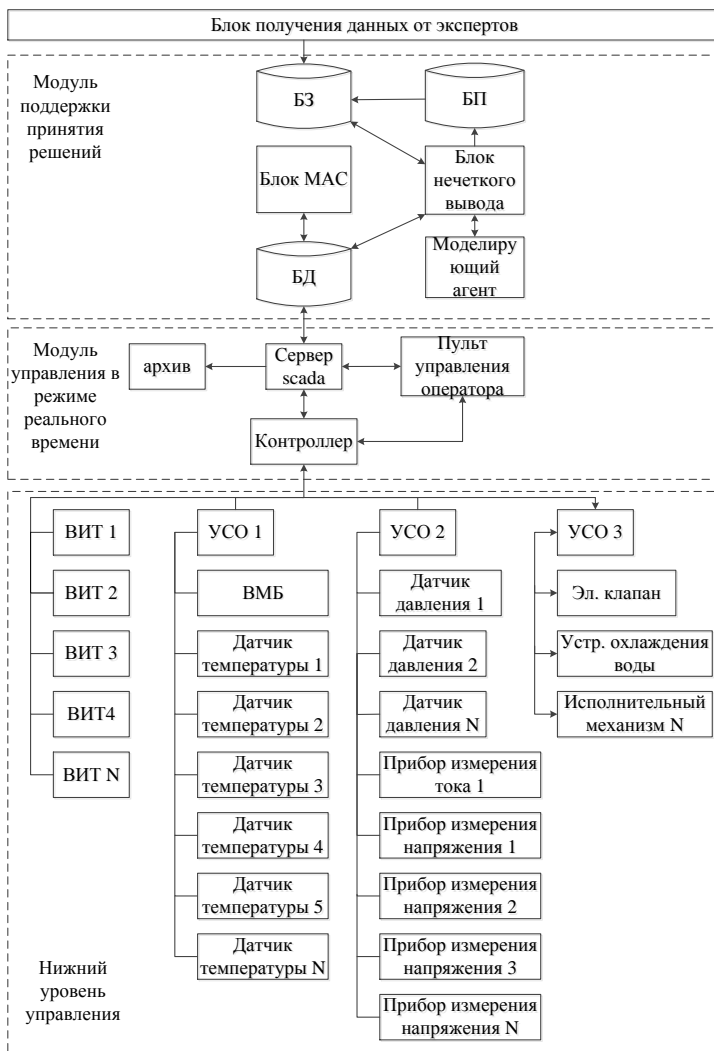 Блок получения данных от экспертов
Модуль
поддержки
принятия
решений
БЗ
БП
Блок МАС
Блок
нечеткого
вывода
БД
Моделиру
ющий
агент
Модуль
управления в
режиме
реального
времени
архив
Сервер
scada
Пульт
управления
оператора
Контроллер
ВИТ 1
УСО 1
УСО 2
УСО 3
ВИТ 2
ВМБ
Датчик
давления 1
Эл. клапан
ВИТ 3
Датчик
температуры 1
Датчик
давления 2
Устр. охлаждения
воды
ВИТ4
Датчик
температуры 2
Датчик
давления N
Исполнительный
механизм N
ВИТ N
Датчик
температуры 3
Прибор измерения
тока 1
Датчик
температуры 4
Прибор измерения
напряжения 1
Датчик
температуры 5
Прибор измерения
напряжения 2
Датчик
температуры N
Прибор измерения
напряжения 3
Прибор измерения
напряжения N
Нижний
уровень
управления